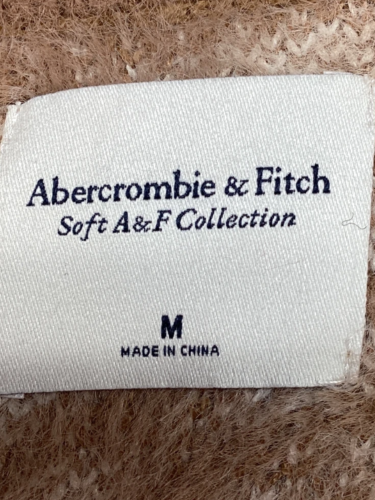 Abercrombie & Fitch
Soft A&F Collection
M
MADE IN CHINA